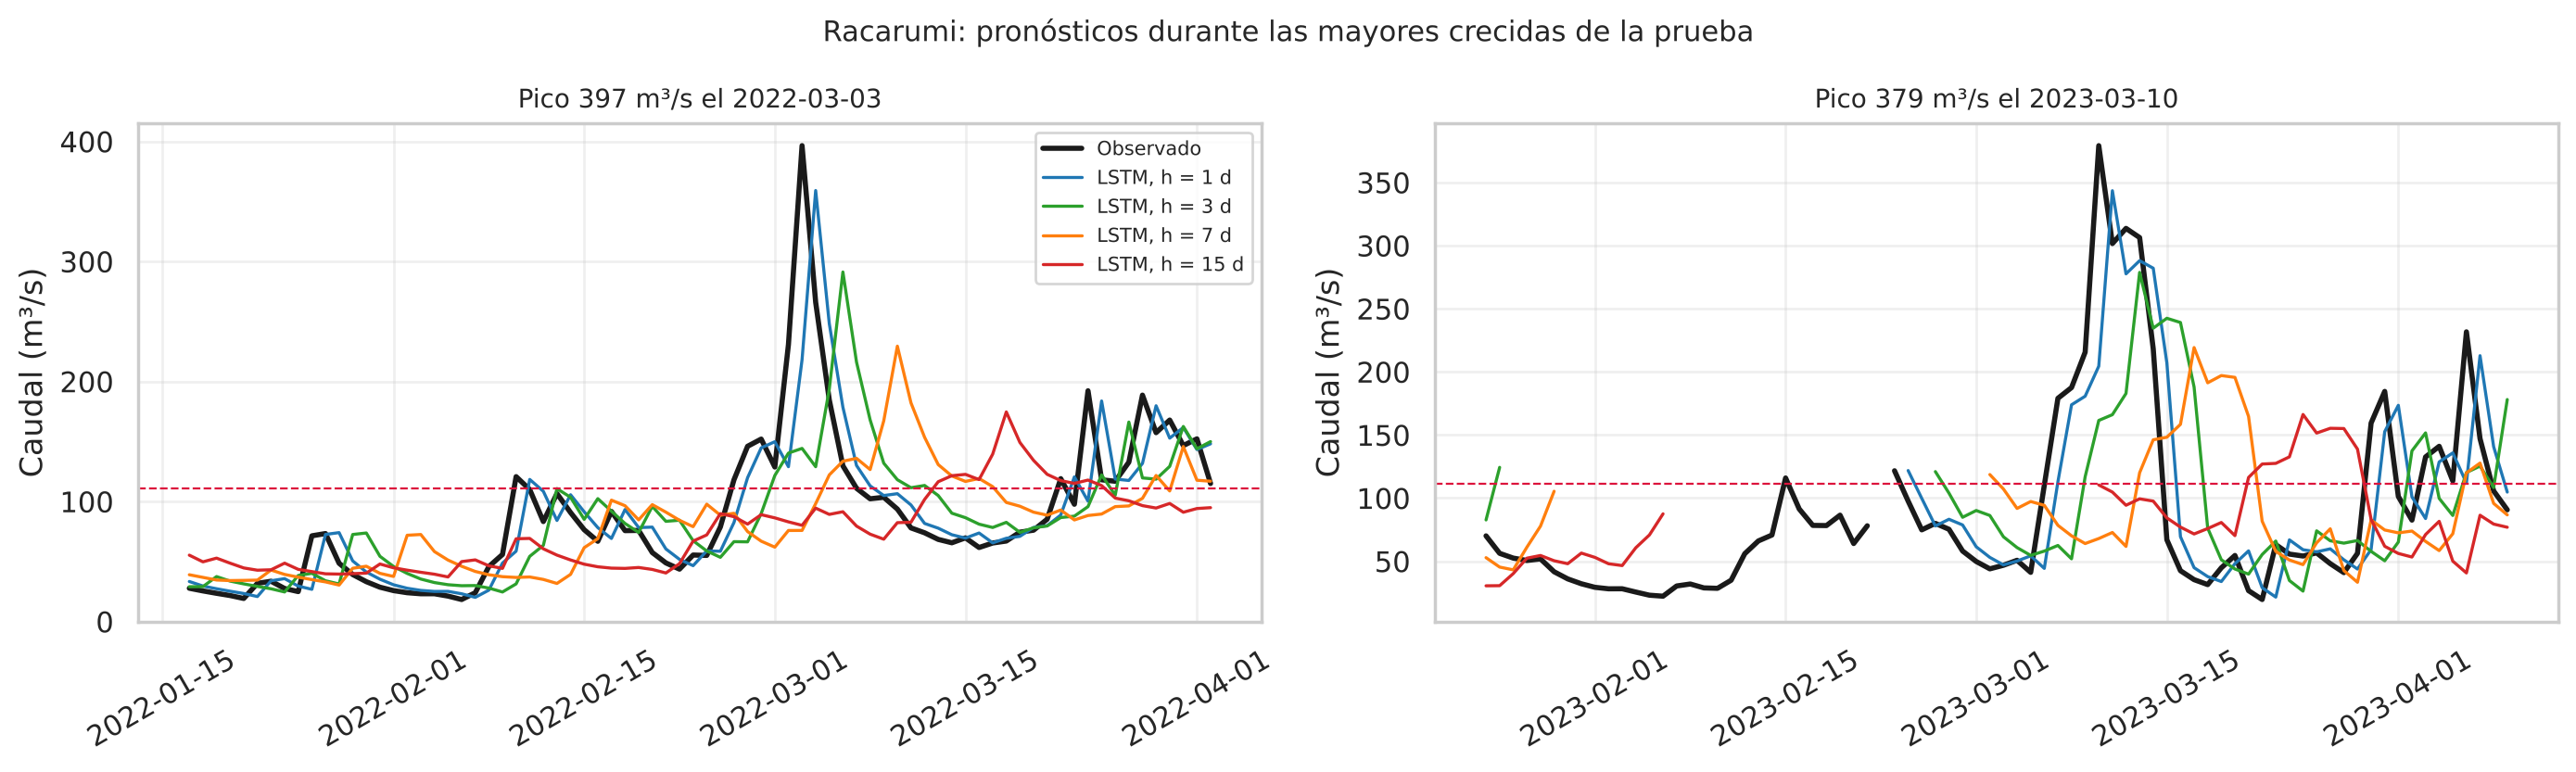 Racarumi: pronósticos durante las mayores crecidas de la prueba
Pico 397 m³/s el 2022-03-03
Caudal (m³/s)
400
300
200
100
0
Observado
LSTM, h = 1 d
LSTM, h = 3 d
LSTM, h = 7 d
LSTM, h = 15 d
2022-01-15
2022-02-01
2022-02-15
2022-03-01
2022-03-15
2022-04-01
Pico 379 m³/s el 2023-03-10
Caudal (m³/s)
350
300
250
200
150
100
50
2023-02-01
2023-02-15
2023-03-01
2023-03-15
2023-04-01